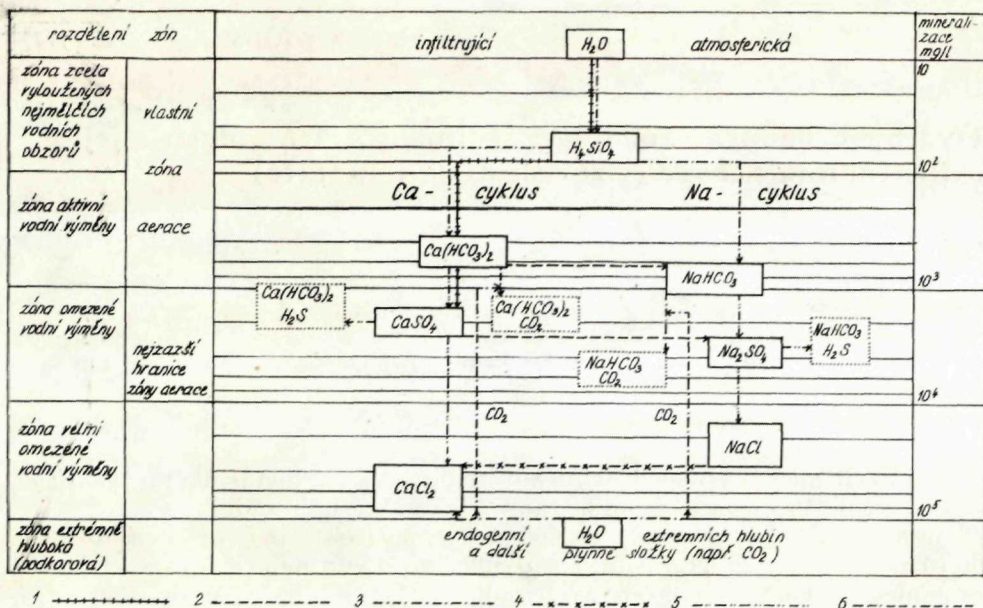 rozdělení zón
infiltrující
H₂O
atmosférická
minerali-
zace
mg/l
zóna zcela
vyloužených
nejmělčích
vodních
obzorů
vlastní
zóna
aerace
10
H₄SiO₄
10²
zóna aktivní
vodní výměny
Ca - cyklus
Na - cyklus
Ca(HCO₃)₂
NaHCO₃
10³
zóna omezené
vodní výměny
nejzazší
hranice
zóny aerace
Ca(HCO₃)₂
H₂S
CaSO₄
Ca(HCO₃)₂
CO₂
NaHCO₃
CO₂
Na₂SO₄
NaHCO₃
H₂S
10⁴
zóna velmi
omezené
vodní výměny
CO₂
CO₂
NaCl
CaCl₂
10⁵
zóna extrémně
hluboká
(podkorová)
endogenní H₂O extremních hlubin
a další plynné složky (např. CO₂)
1 2 3 4 5 6